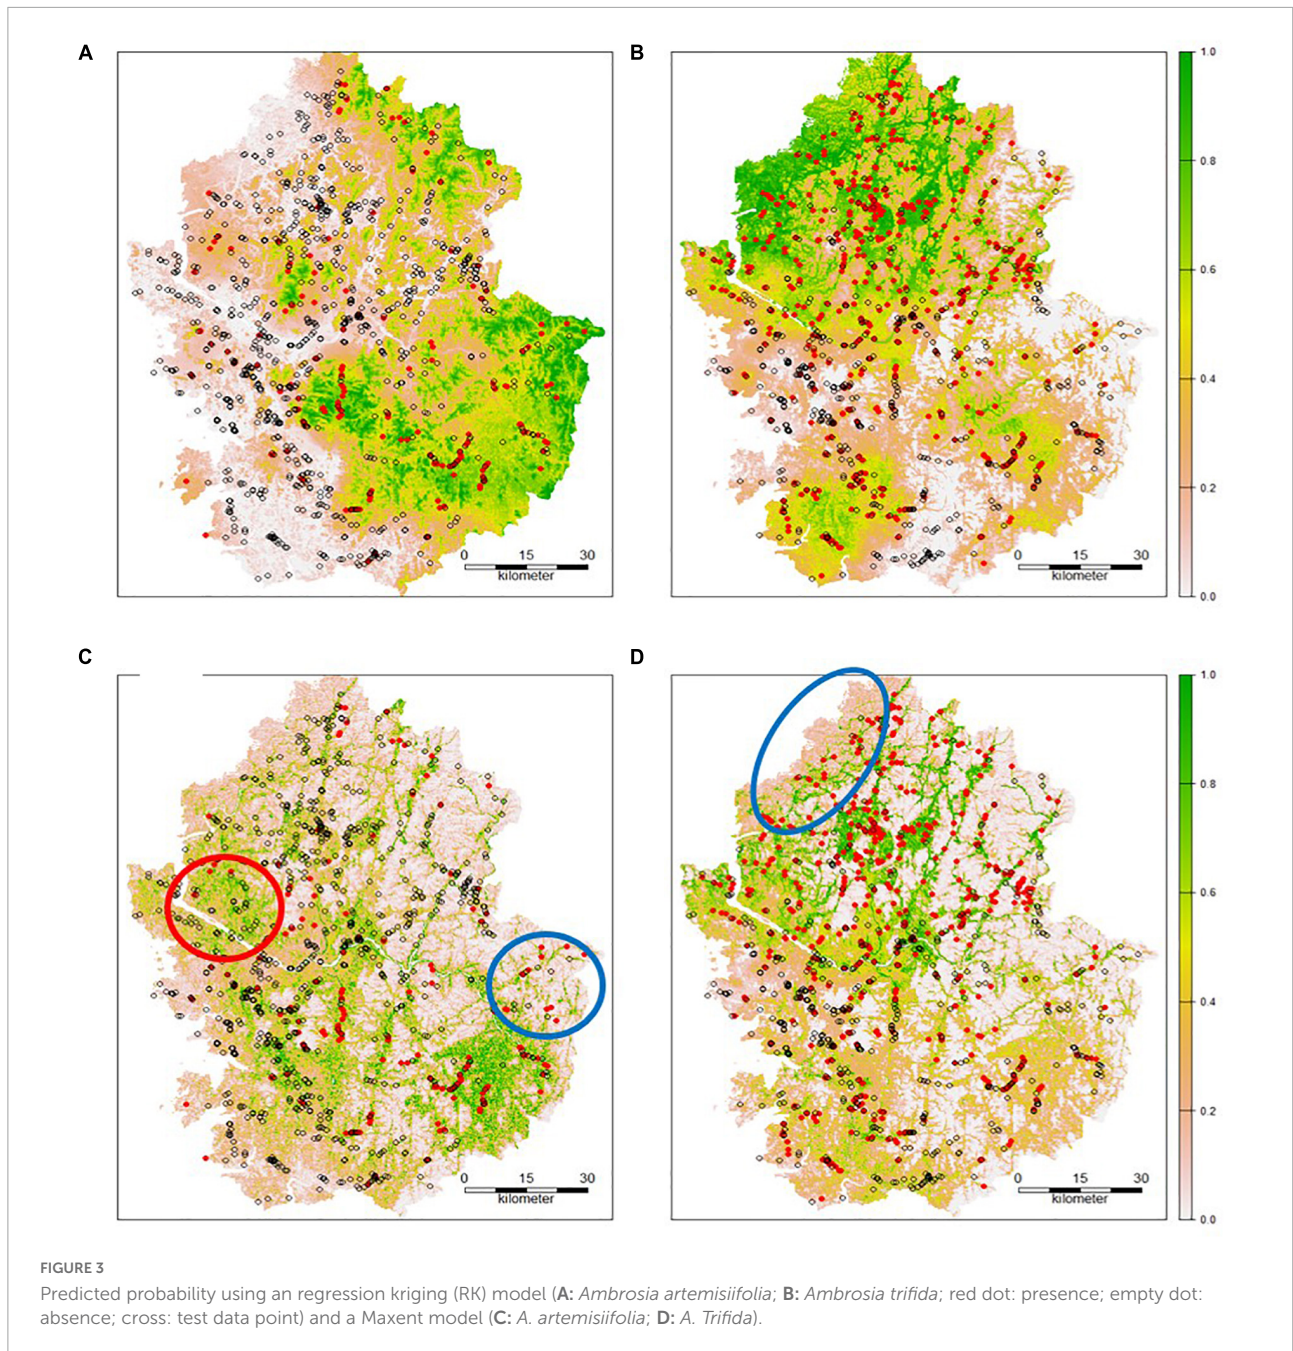 A
B
1.0
0.8
0.6
0.4
0.2
0.0
0 15 30
kilometer
0 15 30
kilometer
C
D
1.0
0.8
0.6
0.4
0.2
0.0
0 15 30
kilometer
0 15 30
kilometer
FIGURE 3
Predicted probability using an regression kriging (RK) model (A: Ambrosia artemisiifolia; B: Ambrosia trifida; red dot: presence; empty dot:
absence; cross: test data point) and a Maxent model (C: A. artemisiifolia; D: A. Trifida).